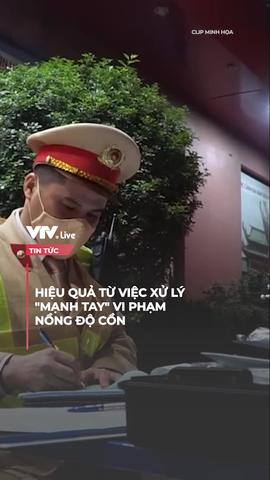 CLIP MINH HỌA
VTV Live
TIN TỨC
HIỆU QUẢ TỪ VIỆC XỬ LÝ
"MẠNH TAY" VI PHẠM
NỒNG ĐỘ CỒN